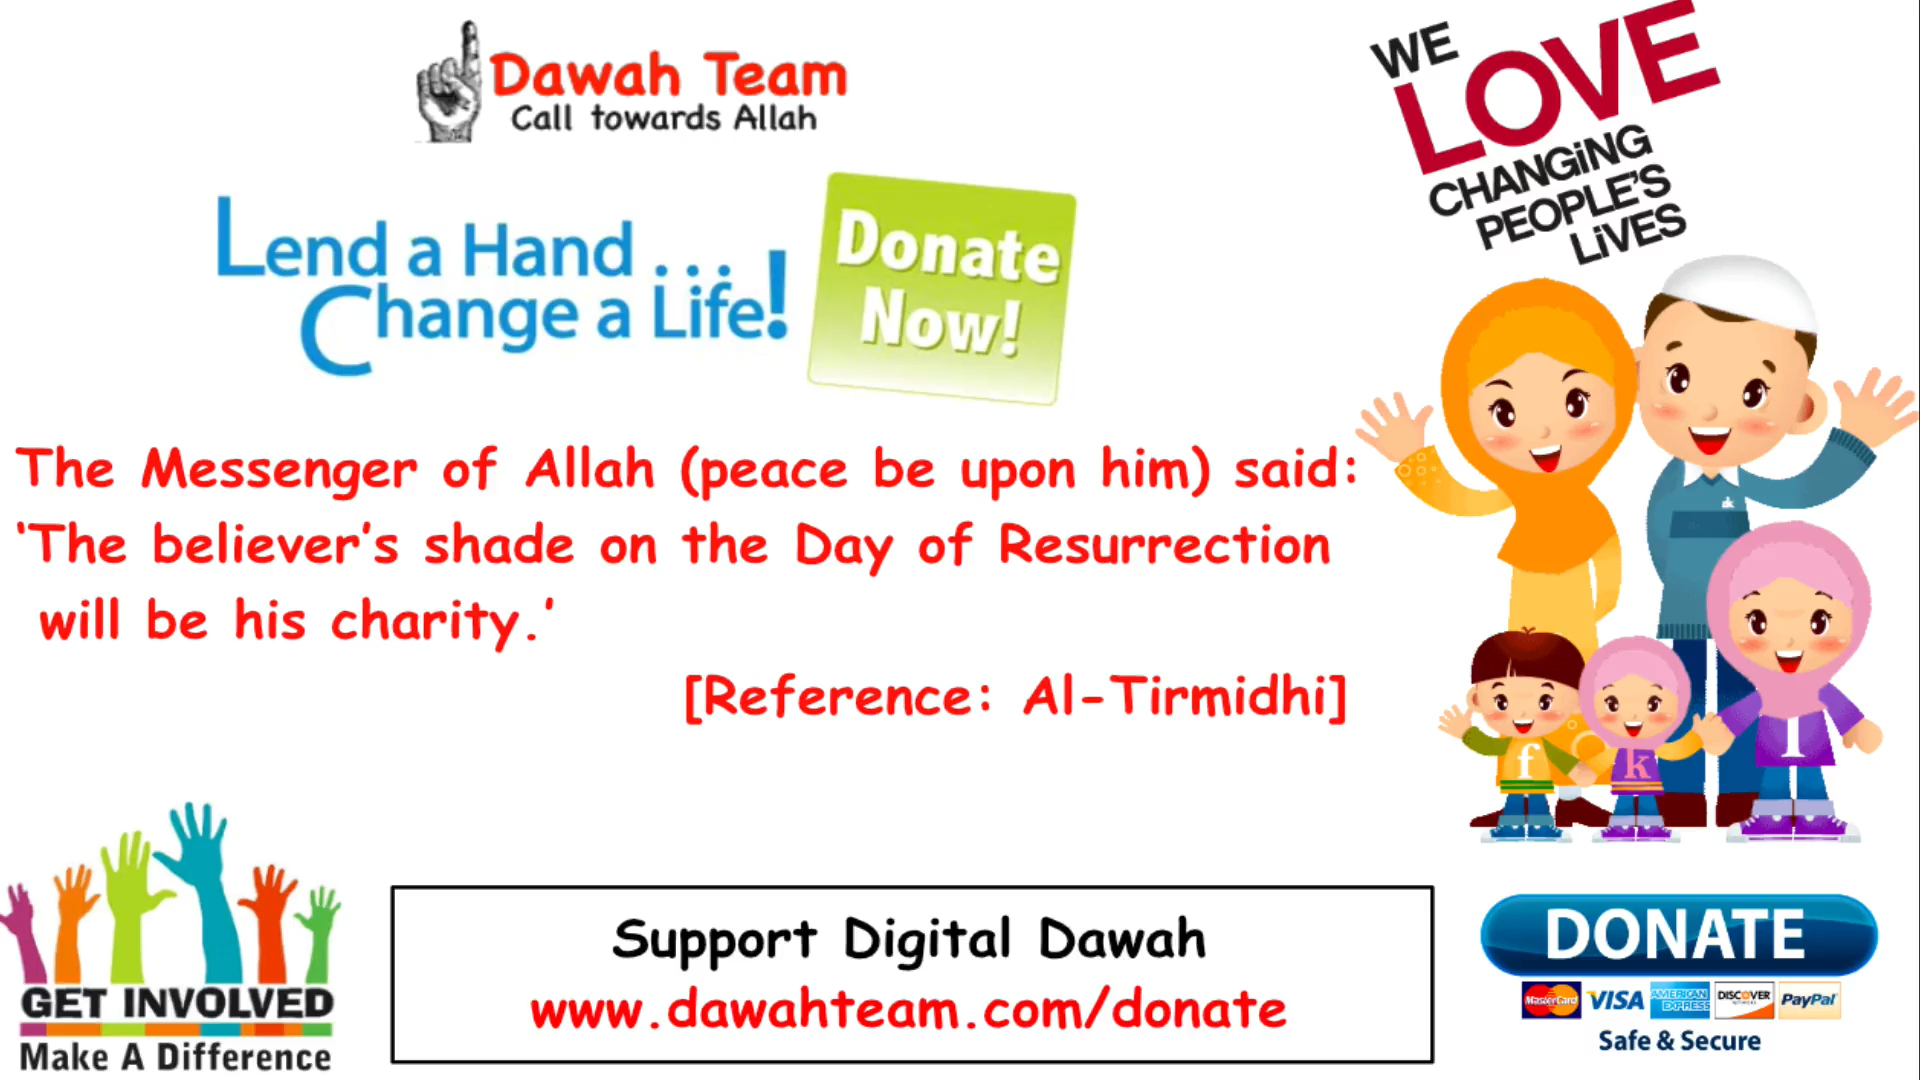 Dawah Team
Call towards Allah
WE
LOVE
CHANGiNG
PEOPLE'S
LiVES
Lend a Hand ...
Change a Life!
Donate
Now!
The Messenger of Allah (peace be upon him) said:
‘The believer’s shade on the Day of Resurrection
will be his charity.’
[Reference: Al-Tirmidhi]
f
k
l
GET INVOLVED
Make A Difference
Support Digital Dawah
www.dawahteam.com/donate
DONATE
MasterCard VISA AMERICAN EXPRESS DISCOVER PayPal
Safe & Secure